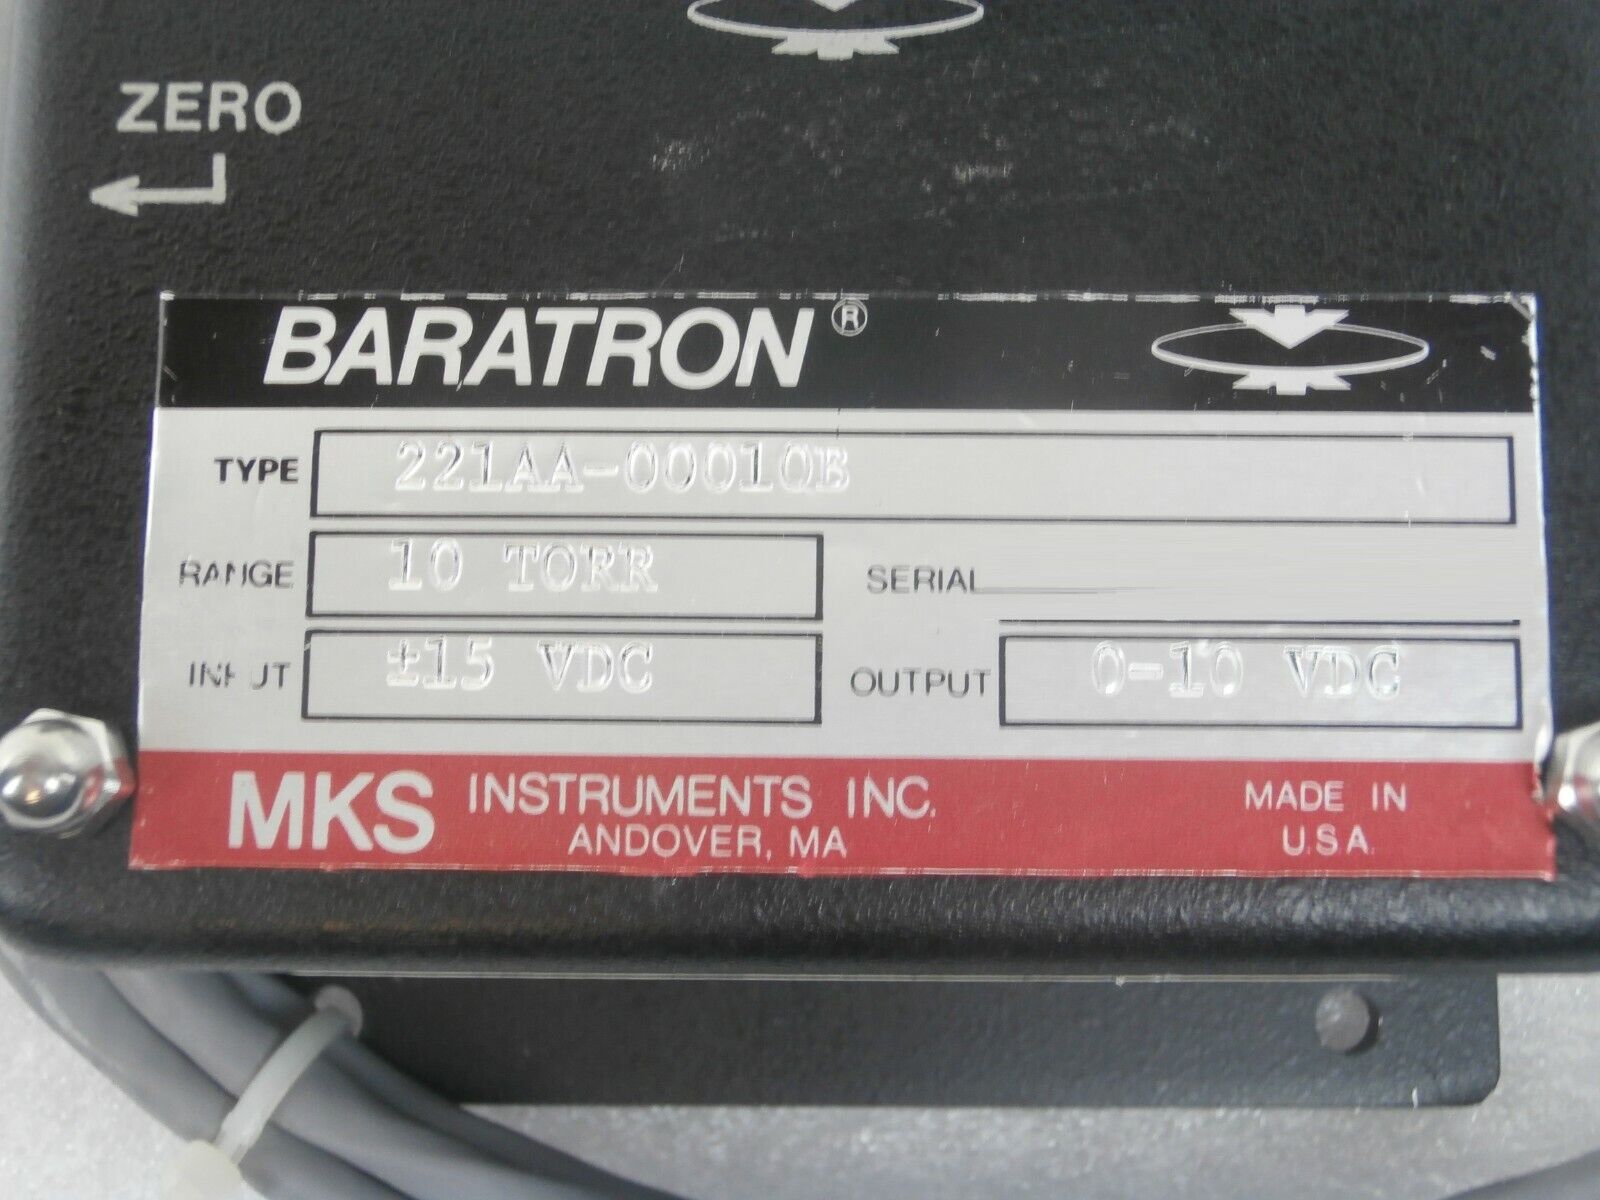 ZERO
BARATRON®
TYPE 221AA-00010B
RANGE 10 TORR SERIAL
INPUT ±15 VDC OUTPUT 0-10 VDC
MKS INSTRUMENTS INC. MADE IN
ANDOVER, MA U.S.A.